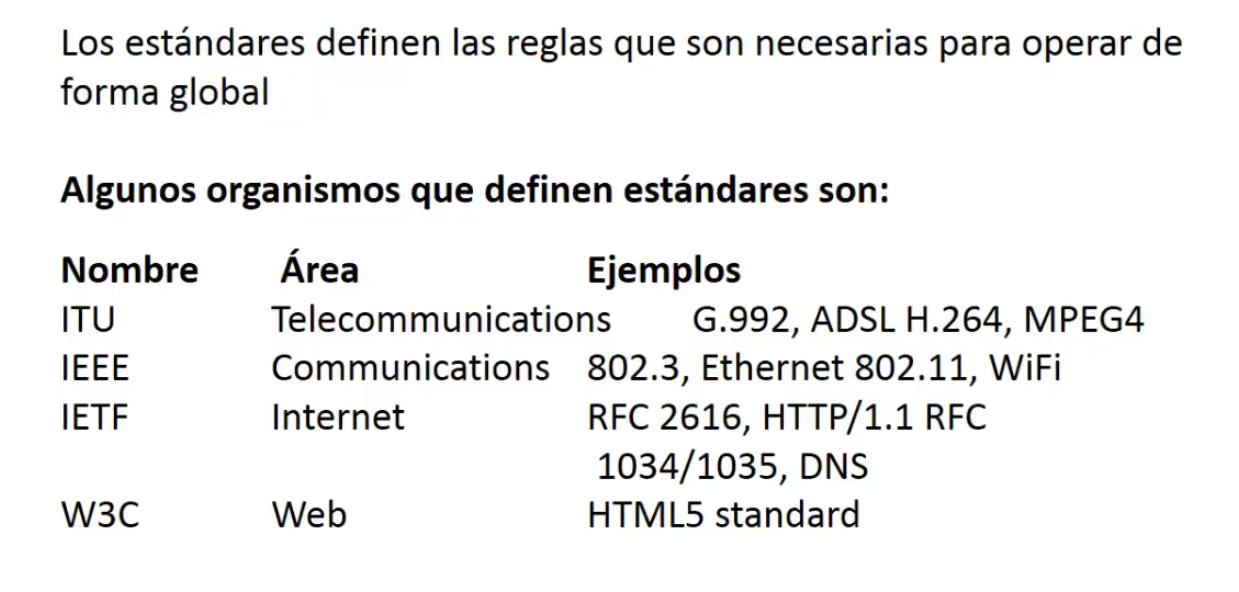 Los estándares definen las reglas que son necesarias para operar de
forma global
Algunos organismos que definen estándares son:
Nombre Área Ejemplos
ITU Telecommunications G.992, ADSL H.264, MPEG4
IEEE Communications 802.3, Ethernet 802.11, WiFi
IETF Internet RFC 2616, HTTP/1.1 RFC
1034/1035, DNS
W3C Web HTML5 standard